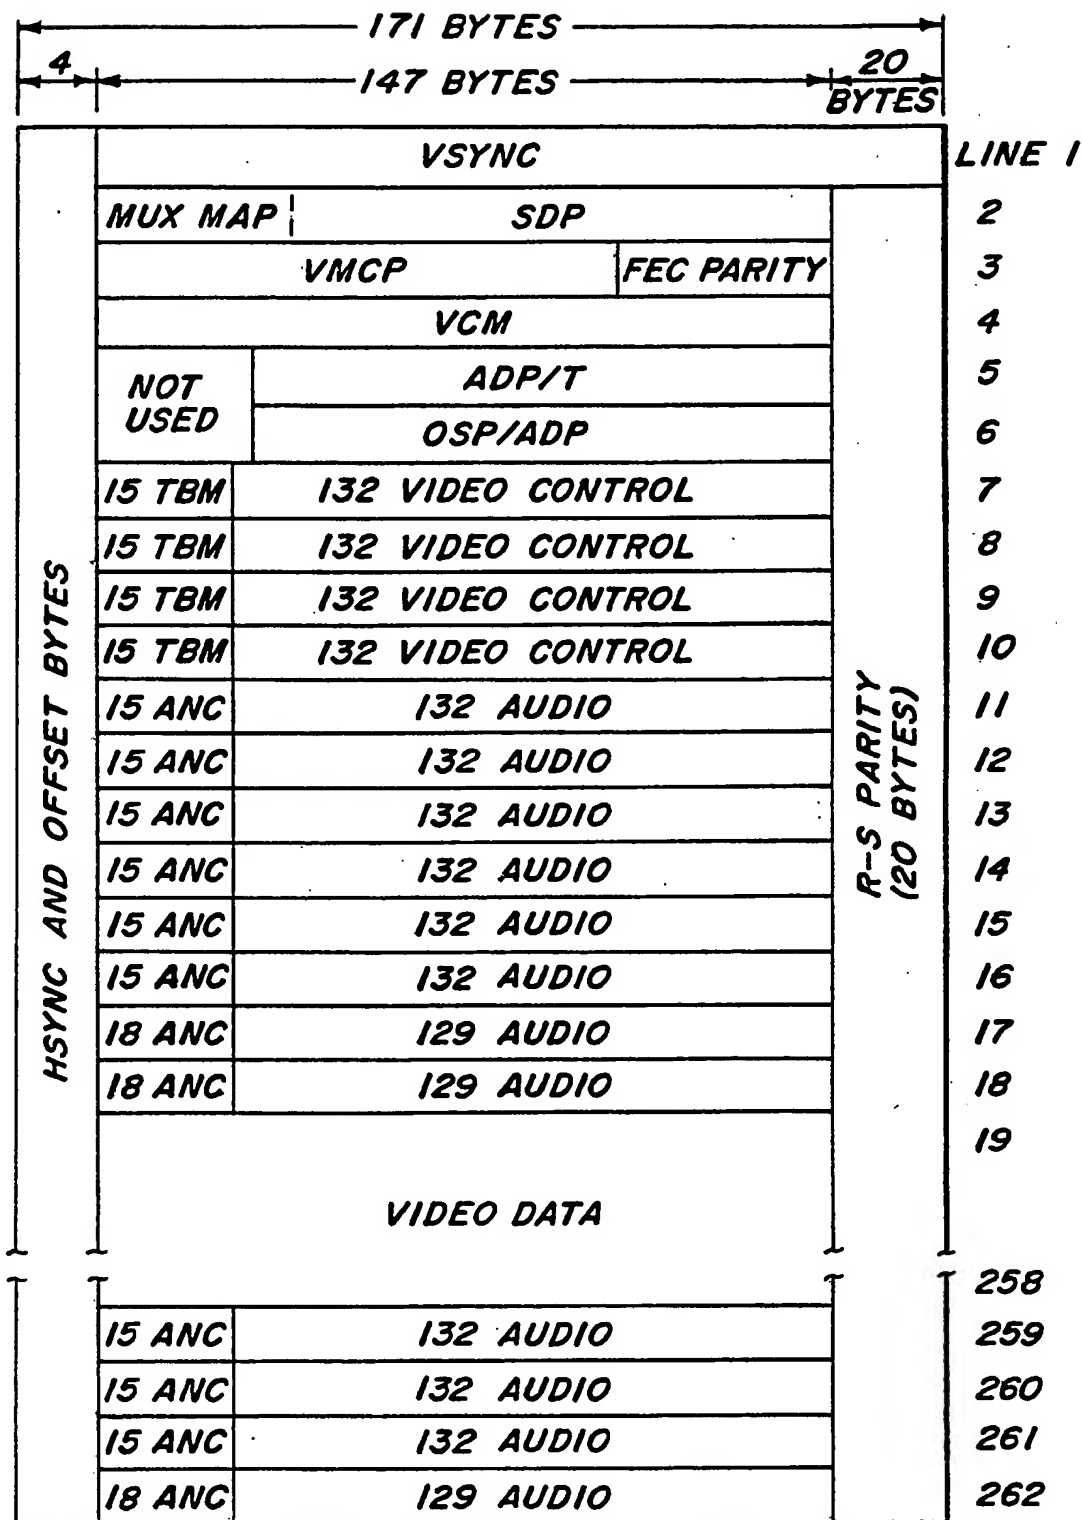 171 BYTES
4 147 BYTES 20 BYTES
VSYNC LINE 1
MUX MAP SDP 2
VMCP FEC PARITY 3
VCM 4
NOT USED ADP/T 5
OSP/ADP 6
15 TBM 132 VIDEO CONTROL 7
15 TBM 132 VIDEO CONTROL 8
15 TBM 132 VIDEO CONTROL 9
15 TBM 132 VIDEO CONTROL 10
15 ANC 132 AUDIO 11
15 ANC 132 AUDIO 12
15 ANC 132 AUDIO 13
15 ANC 132 AUDIO 14
15 ANC 132 AUDIO 15
15 ANC 132 AUDIO 16
18 ANC 129 AUDIO 17
18 ANC 129 AUDIO 18
19
VIDEO DATA
258
15 ANC 132 AUDIO 259
15 ANC 132 AUDIO 260
15 ANC 132 AUDIO 261
18 ANC 129 AUDIO 262
HSYNC AND OFFSET BYTES
R-S PARITY
(20 BYTES)